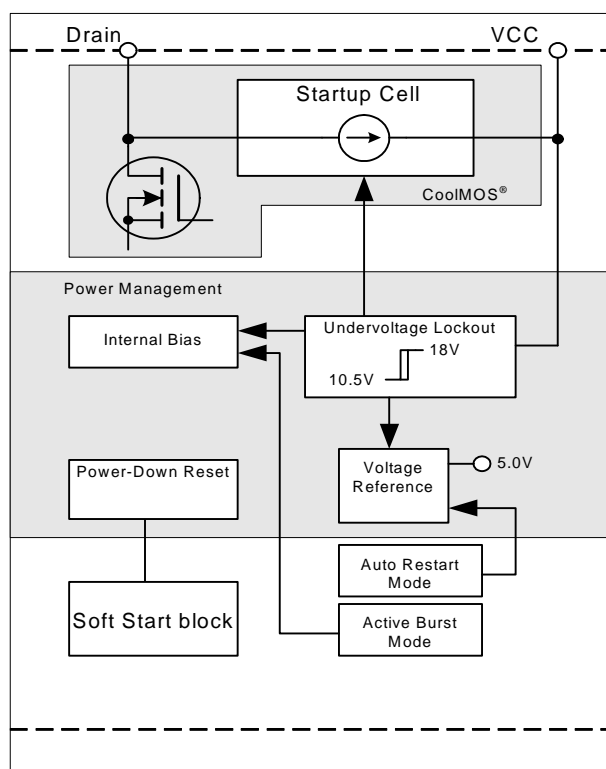 Drain
VCC
Startup Cell
CoolMOS®
Power Management
Internal Bias
Undervoltage Lockout
18V
10.5V
Power-Down Reset
Voltage
Reference
5.0V
Auto Restart
Mode
Soft Start block
Active Burst
Mode